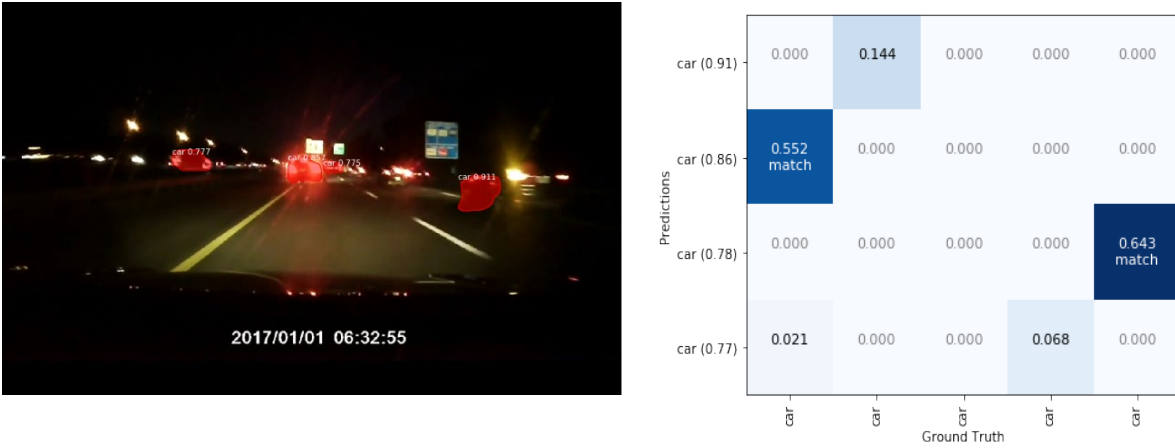 car 0.777
car
0.775
car 0.911
2017/01/01 06:32:55
Predictions
car (0.91) 0.000 0.144 0.000 0.000 0.000
car (0.86) 0.552 match 0.000 0.000 0.000 0.000
car (0.78) 0.000 0.000 0.000 0.000 0.643 match
car (0.77) 0.021 0.000 0.000 0.068 0.000
car car car car car
Ground Truth